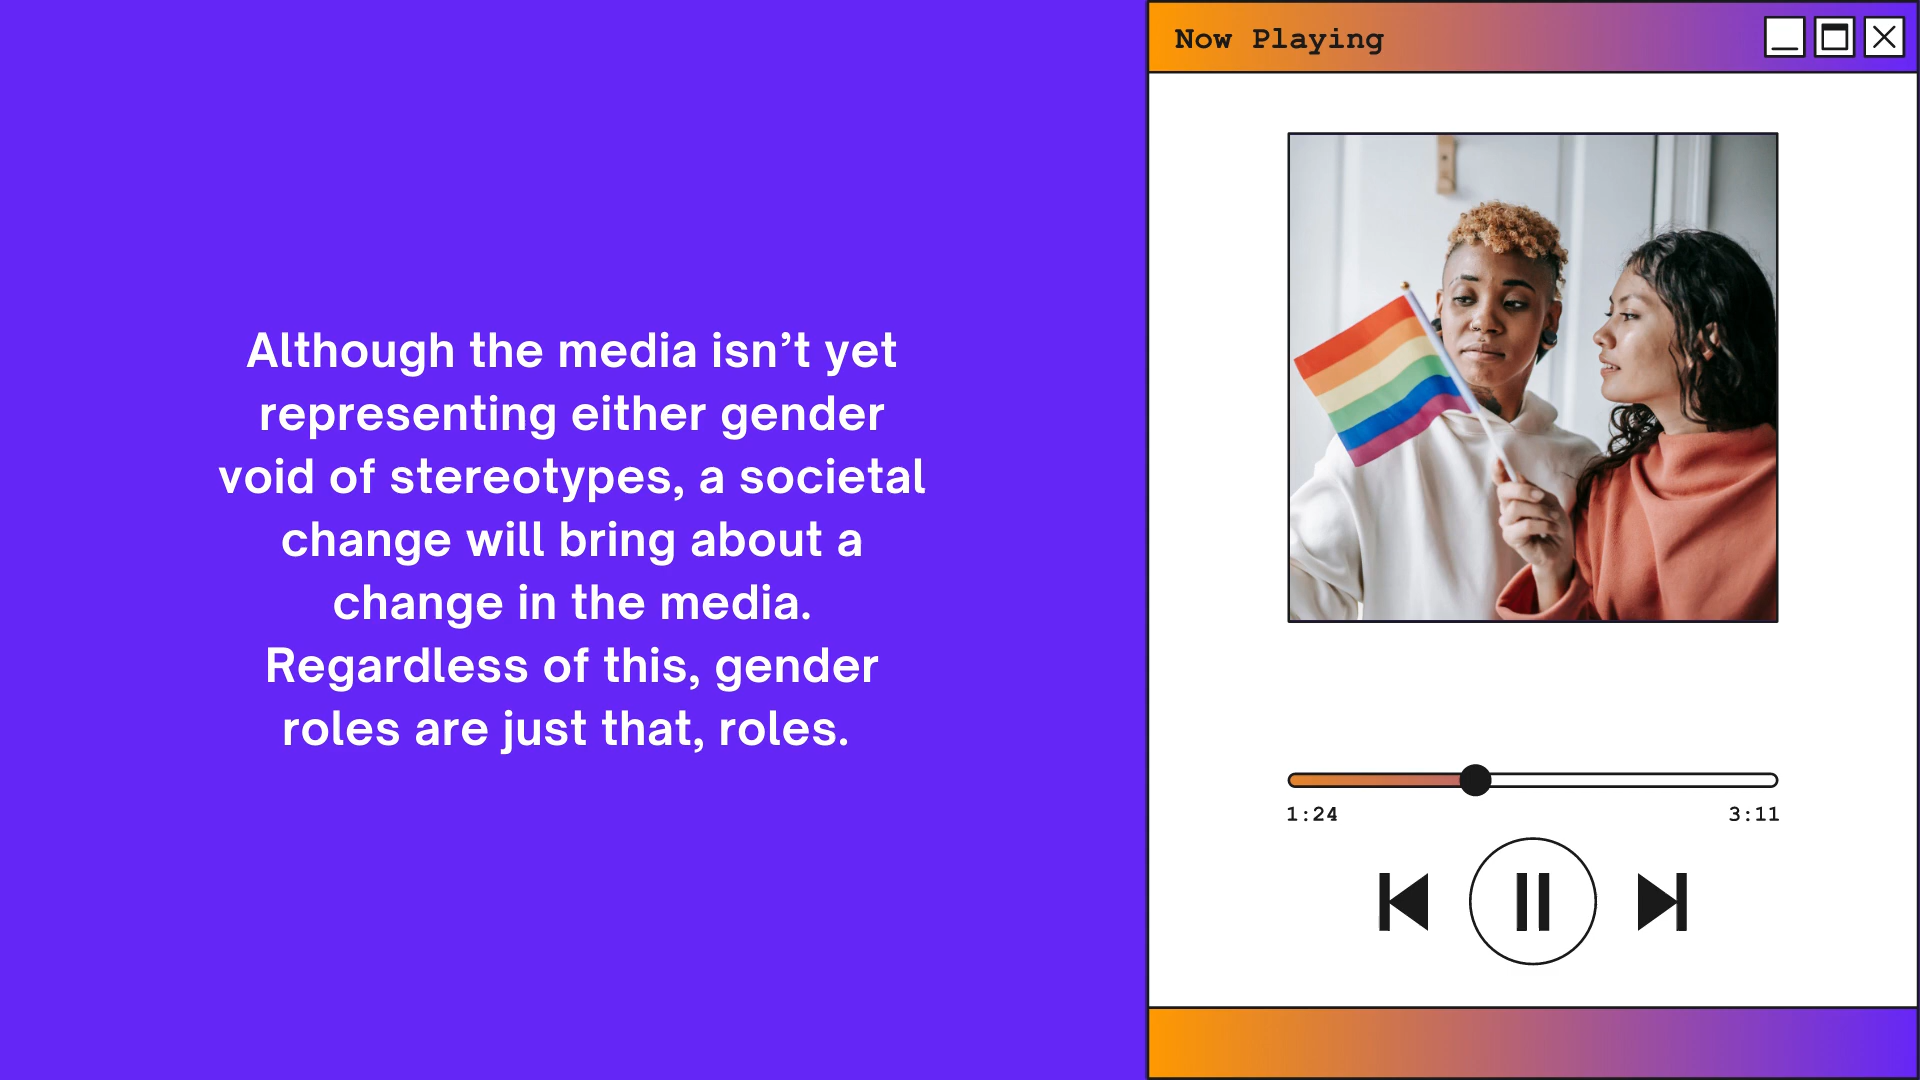 Although the media isn’t yet
representing either gender
void of stereotypes, a societal
change will bring about a
change in the media.
Regardless of this, gender
roles are just that, roles.
Now Playing
1:24
3:11